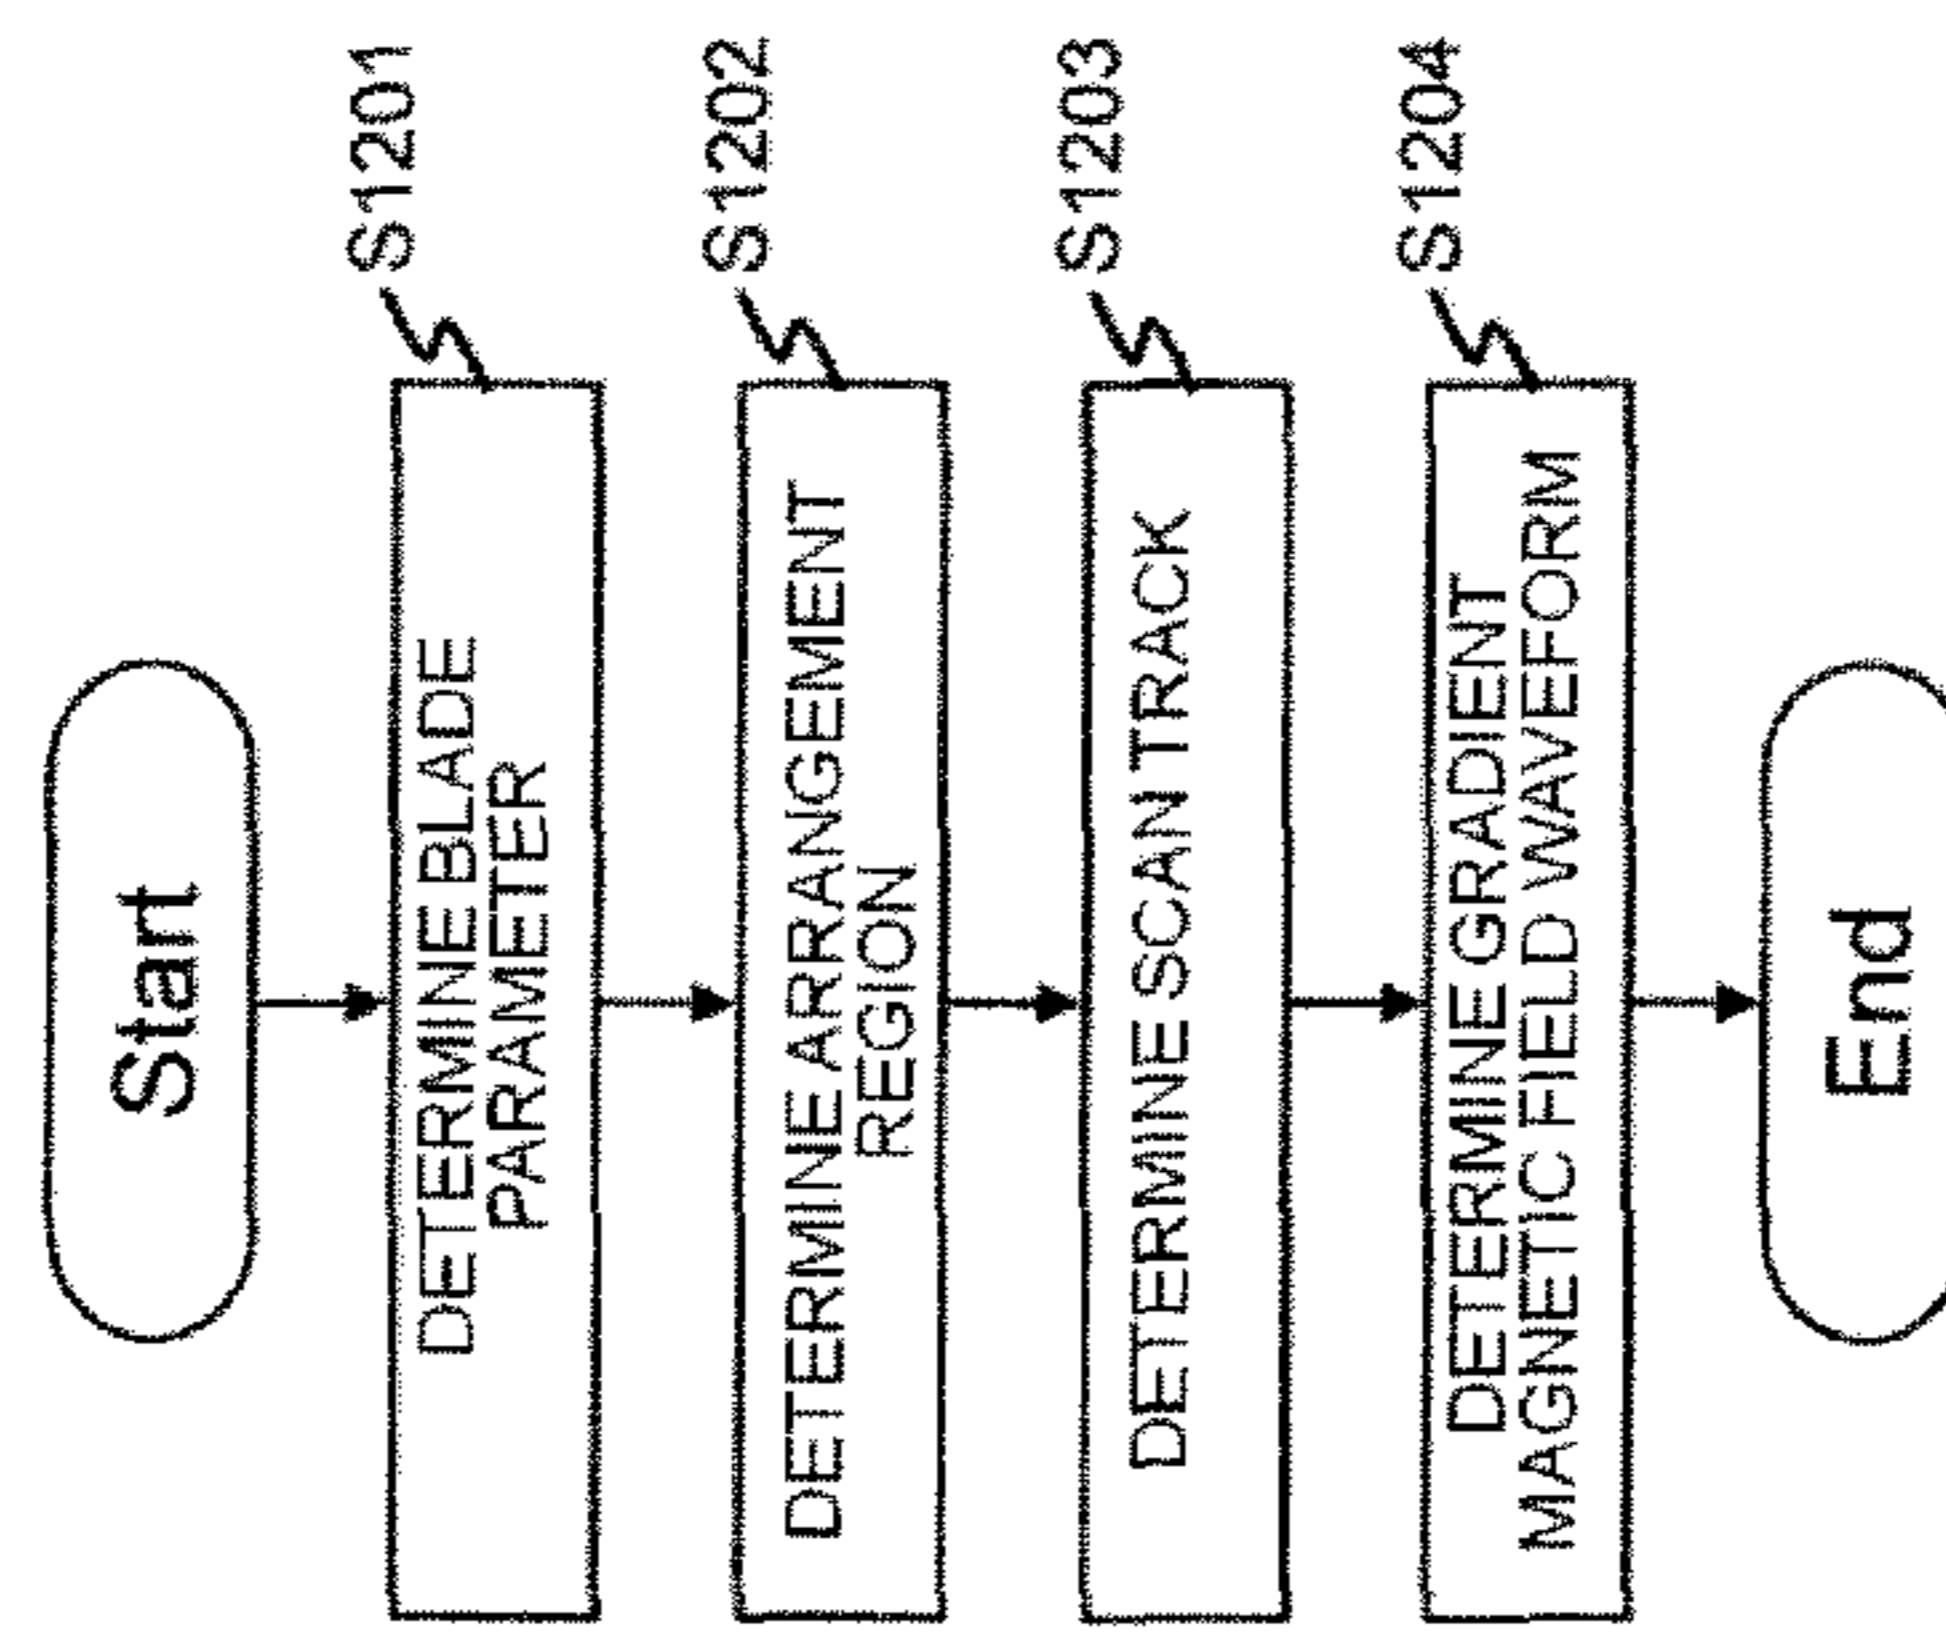 Start
S1201
DETERMINE BLADE
PARAMETER
S1202
DETERMINE ARRANGEMENT
REGION
S1203
DETERMINE SCAN TRACK
S1204
DETERMINE GRADIENT
MAGNETIC FIELD WAVEFORM
End